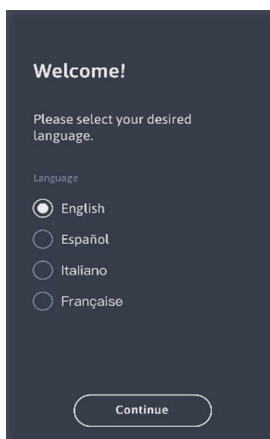 Welcome!
Please select your desired
language.
Language
English
Español
Italiano
Française
Continue